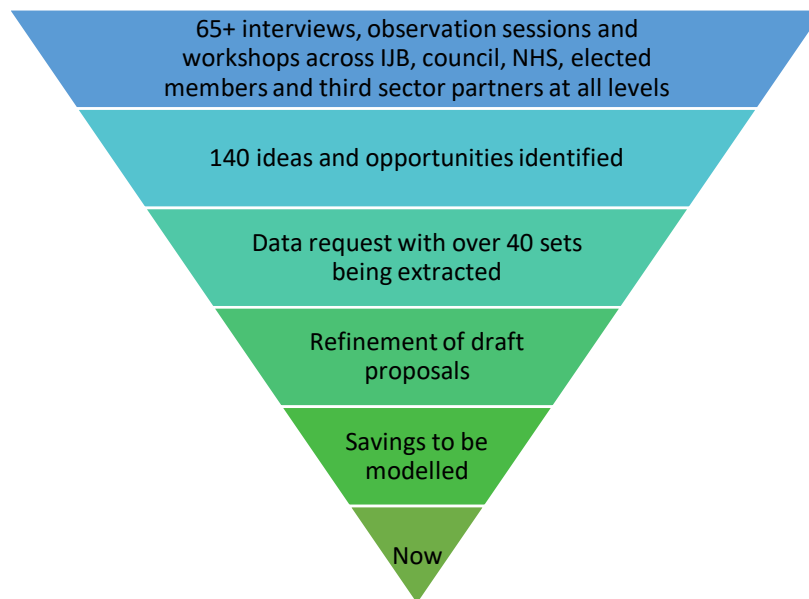 65+ interviews, observation sessions and
workshops across IJB, council, NHS, elected
members and third sector partners at all levels
140 ideas and opportunities identified
Data request with over 40 sets
being extracted
Refinement of draft
proposals
Savings to be
modelled
Now